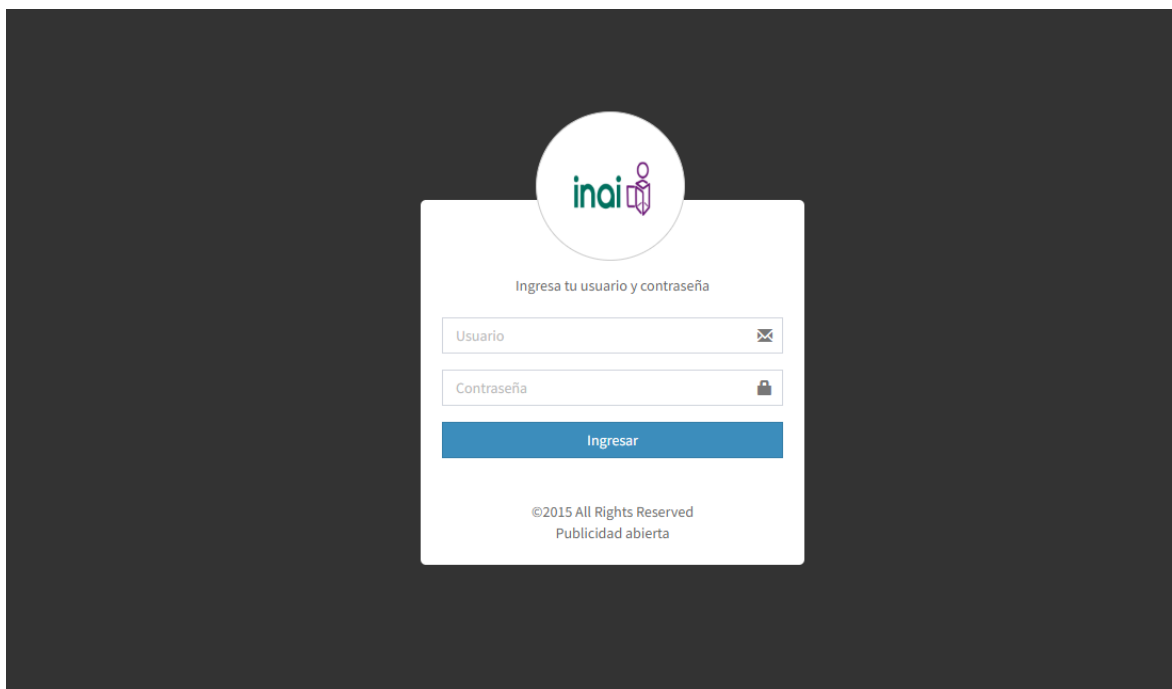 inai
Ingresa tu usuario y contraseña
Usuario
Contraseña
Ingresar
©2015 All Rights Reserved
Publicidad abierta